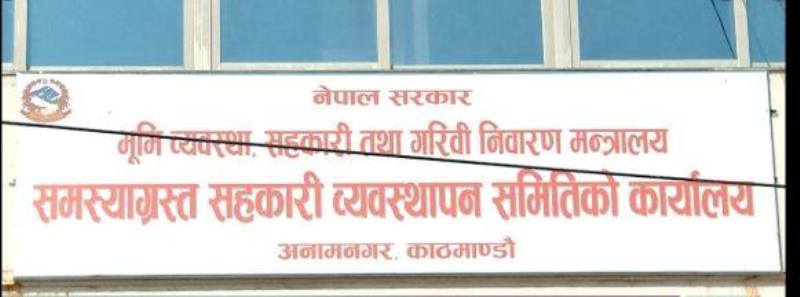 नेपाल सरकार
भूमि व्यवस्था, सहकारी तथा गरिवी निवारण मन्त्रालय
समस्याग्रस्त सहकारी व्यवस्थापन समितिको कार्यालय
अनामनगर, काठमाण्डौ